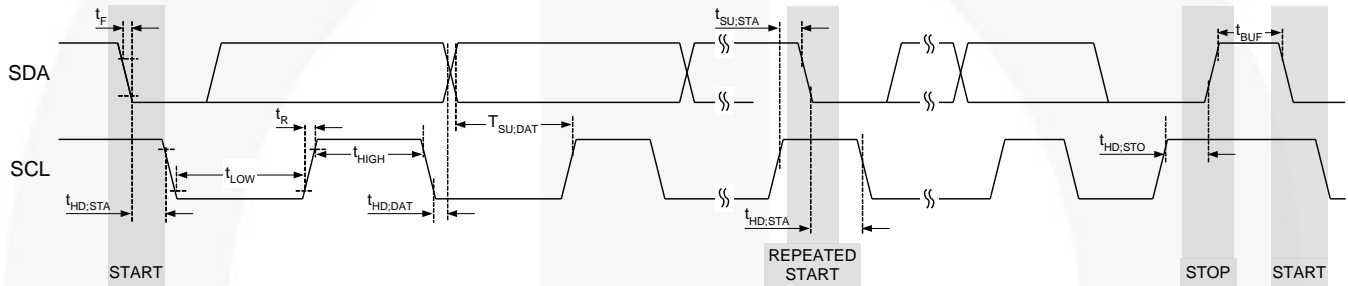 tF
tSU;STA
tBUF
SDA
tR
TSU;DAT
tHIGH
tHD;STO
SCL
tLOW
tHD;STA
tHD;DAT
tHD;STA
REPEATED
START
START
STOP
START